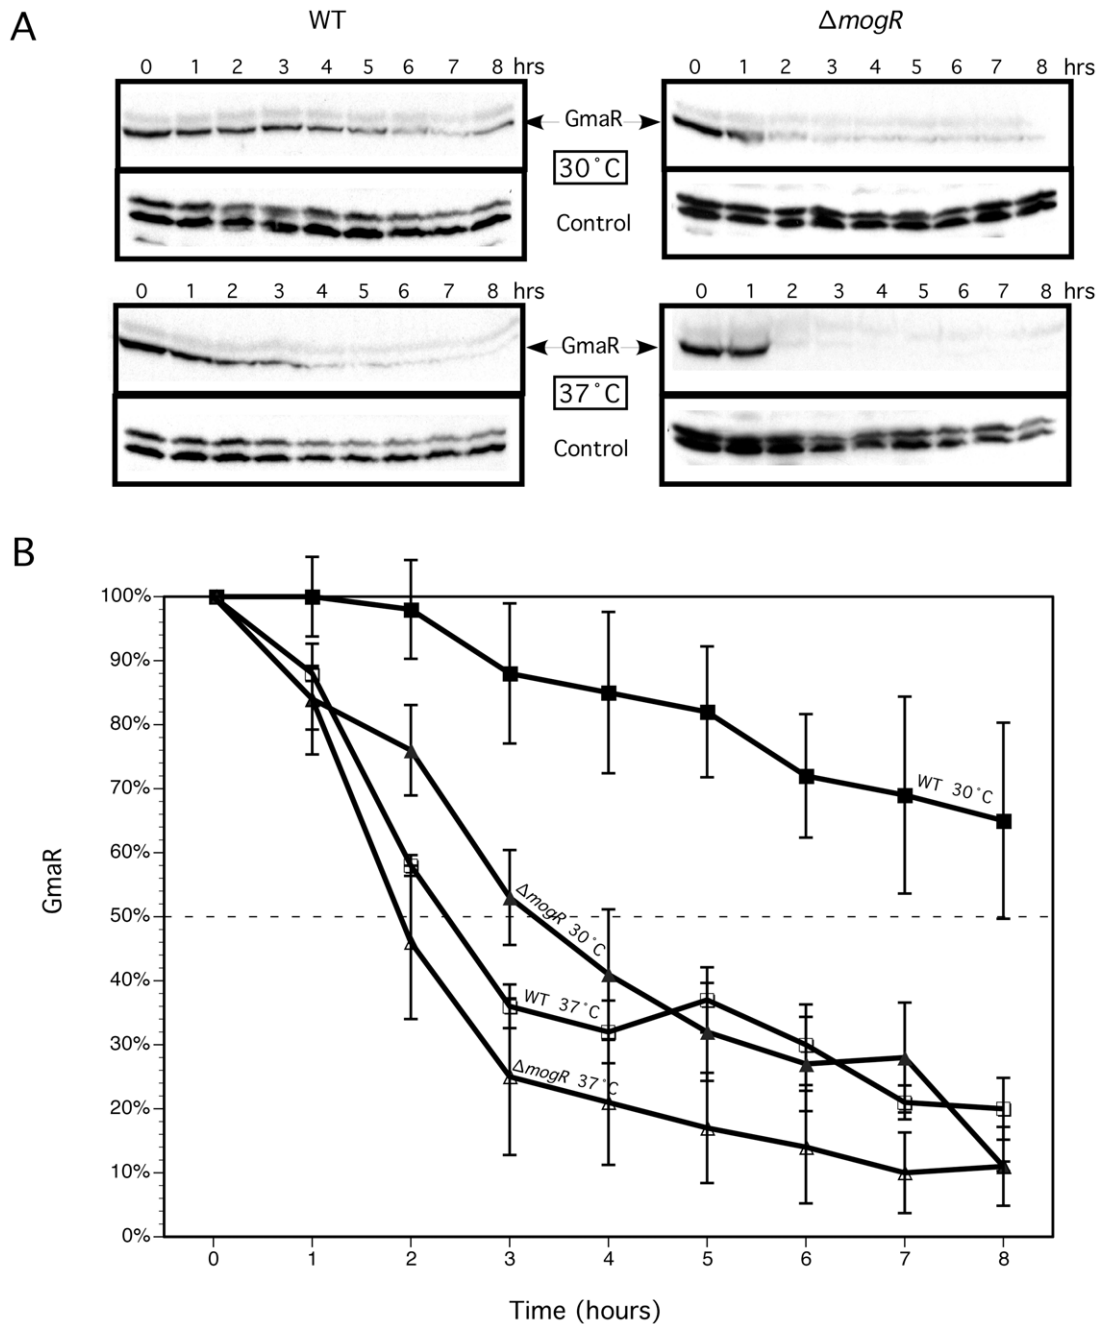 A
WT
ΔmogR
0 1 2 3 4 5 6 7 8 hrs
0 1 2 3 4 5 6 7 8 hrs
GmaR
30˚C
Control
0 1 2 3 4 5 6 7 8 hrs
0 1 2 3 4 5 6 7 8 hrs
GmaR
37˚C
Control
B
100%
90%
80%
70%
60%
50%
40%
30%
20%
10%
0%
GmaR
WT 30˚C
ΔmogR 30˚C
WT 37˚C
ΔmogR 37˚C
0 1 2 3 4 5 6 7 8
Time (hours)